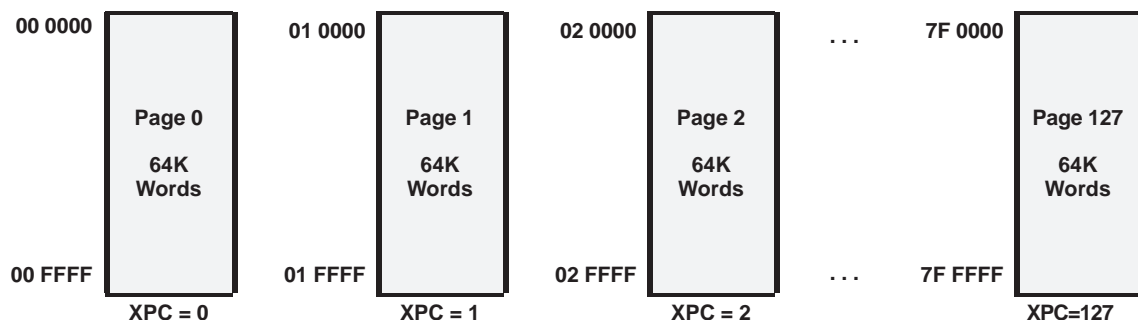 00 0000
01 0000
02 0000
. . .
7F 0000
Page 0
Page 1
Page 2
Page 127
64K
Words
64K
Words
64K
Words
64K
Words
00 FFFF
01 FFFF
02 FFFF
. . .
7F FFFF
XPC = 0
XPC = 1
XPC = 2
XPC=127